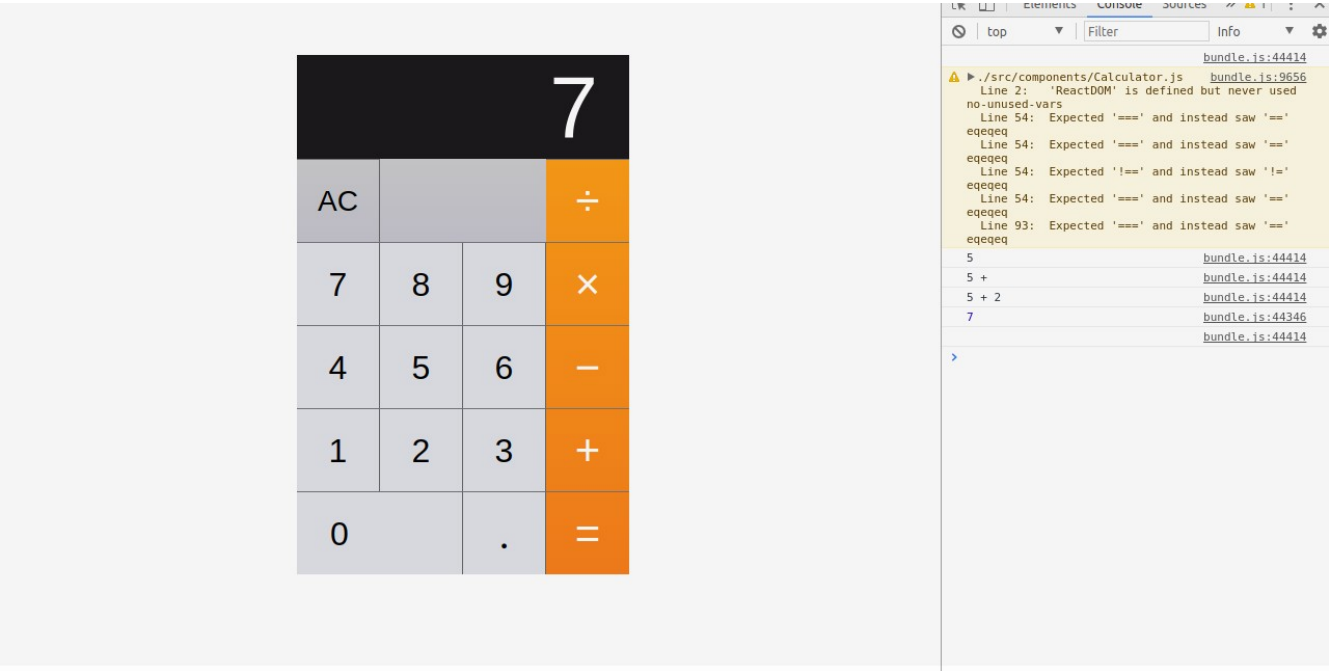 Elements Console Sources » 1
top Filter Info
bundle.js:44414
./src/components/Calculator.js bundle.js:9656
Line 2: 'ReactDOM' is defined but never used
no-unused-vars
Line 54: Expected '===' and instead saw '=='
eqeqeq
Line 54: Expected '===' and instead saw '=='
eqeqeq
Line 54: Expected '!==' and instead saw '!='
eqeqeq
Line 54: Expected '===' and instead saw '=='
eqeqeq
Line 93: Expected '===' and instead saw '=='
eqeqeq
5 bundle.js:44414
5 + bundle.js:44414
5 + 2 bundle.js:44414
7 bundle.js:44346
bundle.js:44414
7
AC ÷
7 8 9 ×
4 5 6 −
1 2 3 +
0 . =